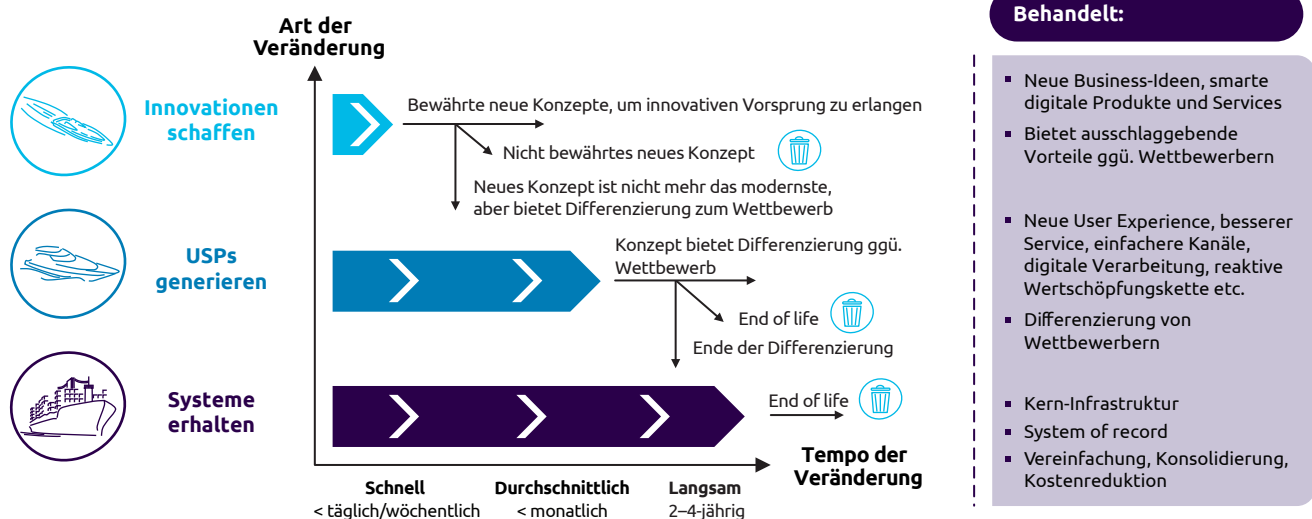 Art der
Veränderung
Innovationen
schaffen
Bewährte neue Konzepte, um innovativen Vorsprung zu erlangen
Nicht bewährtes neues Konzept
Neues Konzept ist nicht mehr das modernste,
aber bietet Differenzierung zum Wettbewerb
USPs
generieren
Konzept bietet Differenzierung ggü.
Wettbewerb
End of life
Ende der Differenzierung
Systeme
erhalten
End of life
Tempo der
Veränderung
Schnell
< täglich/wöchentlich
Durchschnittlich
< monatlich
Langsam
2–4-jährig
Behandelt:
▪ Neue Business-Ideen, smarte
digitale Produkte und Services
▪ Bietet ausschlaggebende
Vorteile ggü. Wettbewerbern
▪ Neue User Experience, besserer
Service, einfachere Kanäle,
digitale Verarbeitung, reaktive
Wertschöpfungskette etc.
▪ Differenzierung von
Wettbewerbern
▪ Kern-Infrastruktur
▪ System of record
▪ Vereinfachung, Konsolidierung,
Kostenreduktion